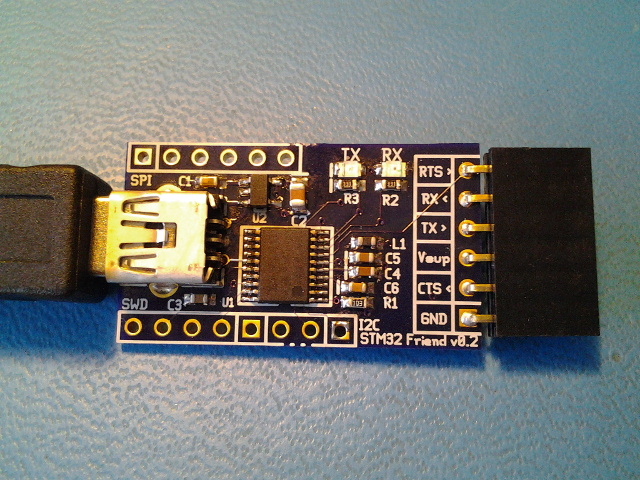 TX RX
RTS >
SPI C1
R3 R2
RX <
U2 C2
TX >
L1
C5
Vsup
C4
SWD C3 U1
C6
CTS <
R1
I2C
GND
STM32 Friend v0.2